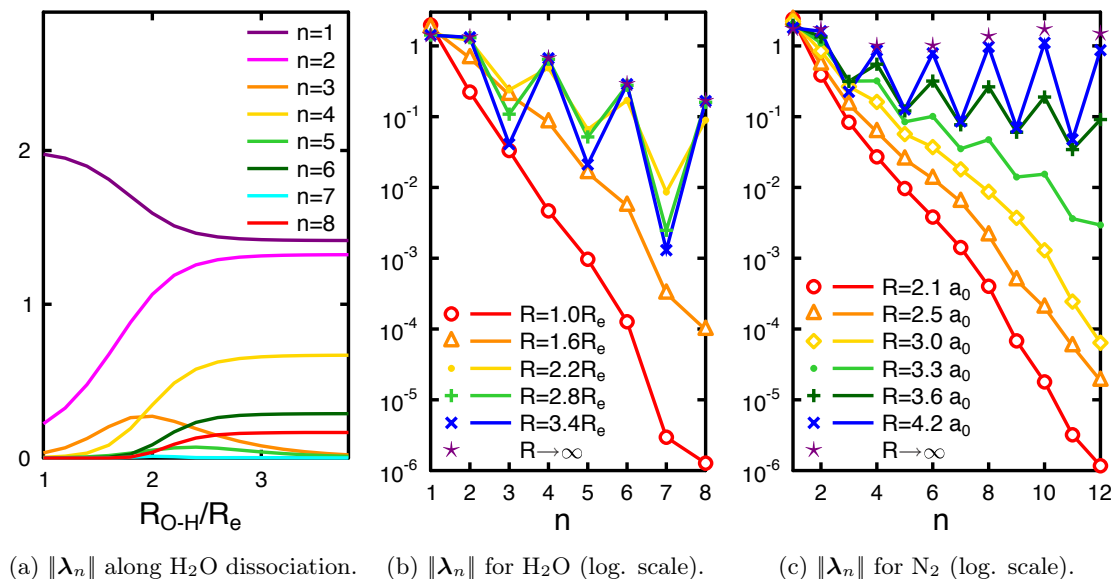 n=1
n=2
n=3
n=4
n=5
n=6
n=7
n=8
2
1
0
1 2 3
R_O-H/R_e
1
10^-1
10^-2
10^-3
10^-4
10^-5
10^-6
R=1.0R_e
R=1.6R_e
R=2.2R_e
R=2.8R_e
R=3.4R_e
R→∞
1 2 3 4 5 6 7 8
n
1
10^-1
10^-2
10^-3
10^-4
10^-5
10^-6
R=2.1 a_0
R=2.5 a_0
R=3.0 a_0
R=3.3 a_0
R=3.6 a_0
R=4.2 a_0
R→∞
2 4 6 8 10 12
n
(a) ‖λ_n‖ along H₂O dissociation.
(b) ‖λ_n‖ for H₂O (log. scale).
(c) ‖λ_n‖ for N₂ (log. scale).